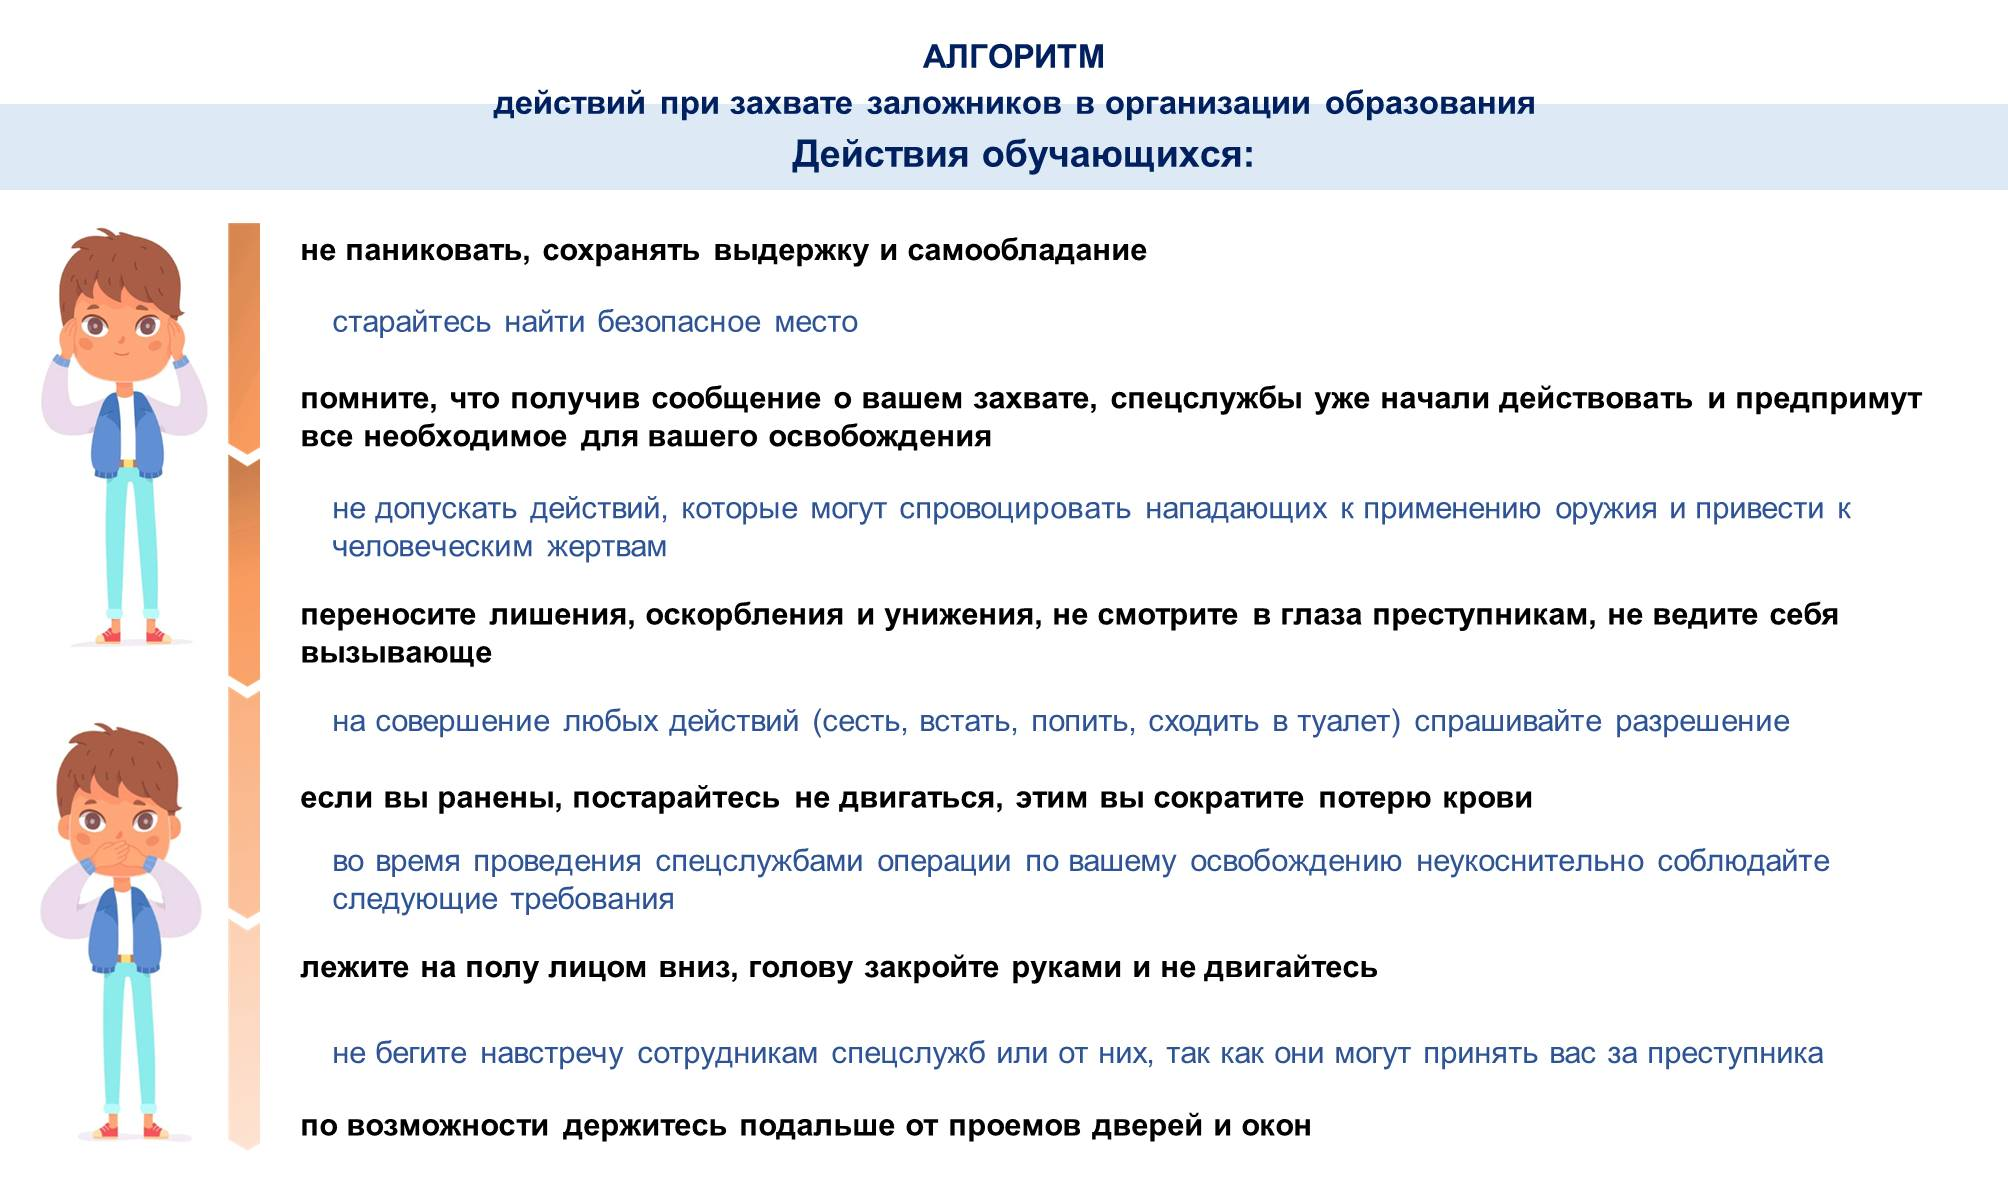 АЛГОРИТМ
действий при захвате заложников в организации образования
Действия обучающихся:
не паниковать, сохранять выдержку и самообладание
старайтесь найти безопасное место
помните, что получив сообщение о вашем захвате, спецслужбы уже начали действовать и предпримут
все необходимое для вашего освобождения
не допускать действий, которые могут спровоцировать нападающих к применению оружия и привести к
человеческим жертвам
переносите лишения, оскорбления и унижения, не смотрите в глаза преступникам, не ведите себя
вызывающе
на совершение любых действий (сесть, встать, попить, сходить в туалет) спрашивайте разрешение
если вы ранены, постарайтесь не двигаться, этим вы сократите потерю крови
во время проведения спецслужбами операции по вашему освобождению неукоснительно соблюдайте
следующие требования
лежите на полу лицом вниз, голову закройте руками и не двигайтесь
не бегите навстречу сотрудникам спецслужб или от них, так как они могут принять вас за преступника
по возможности держитесь подальше от проемов дверей и окон